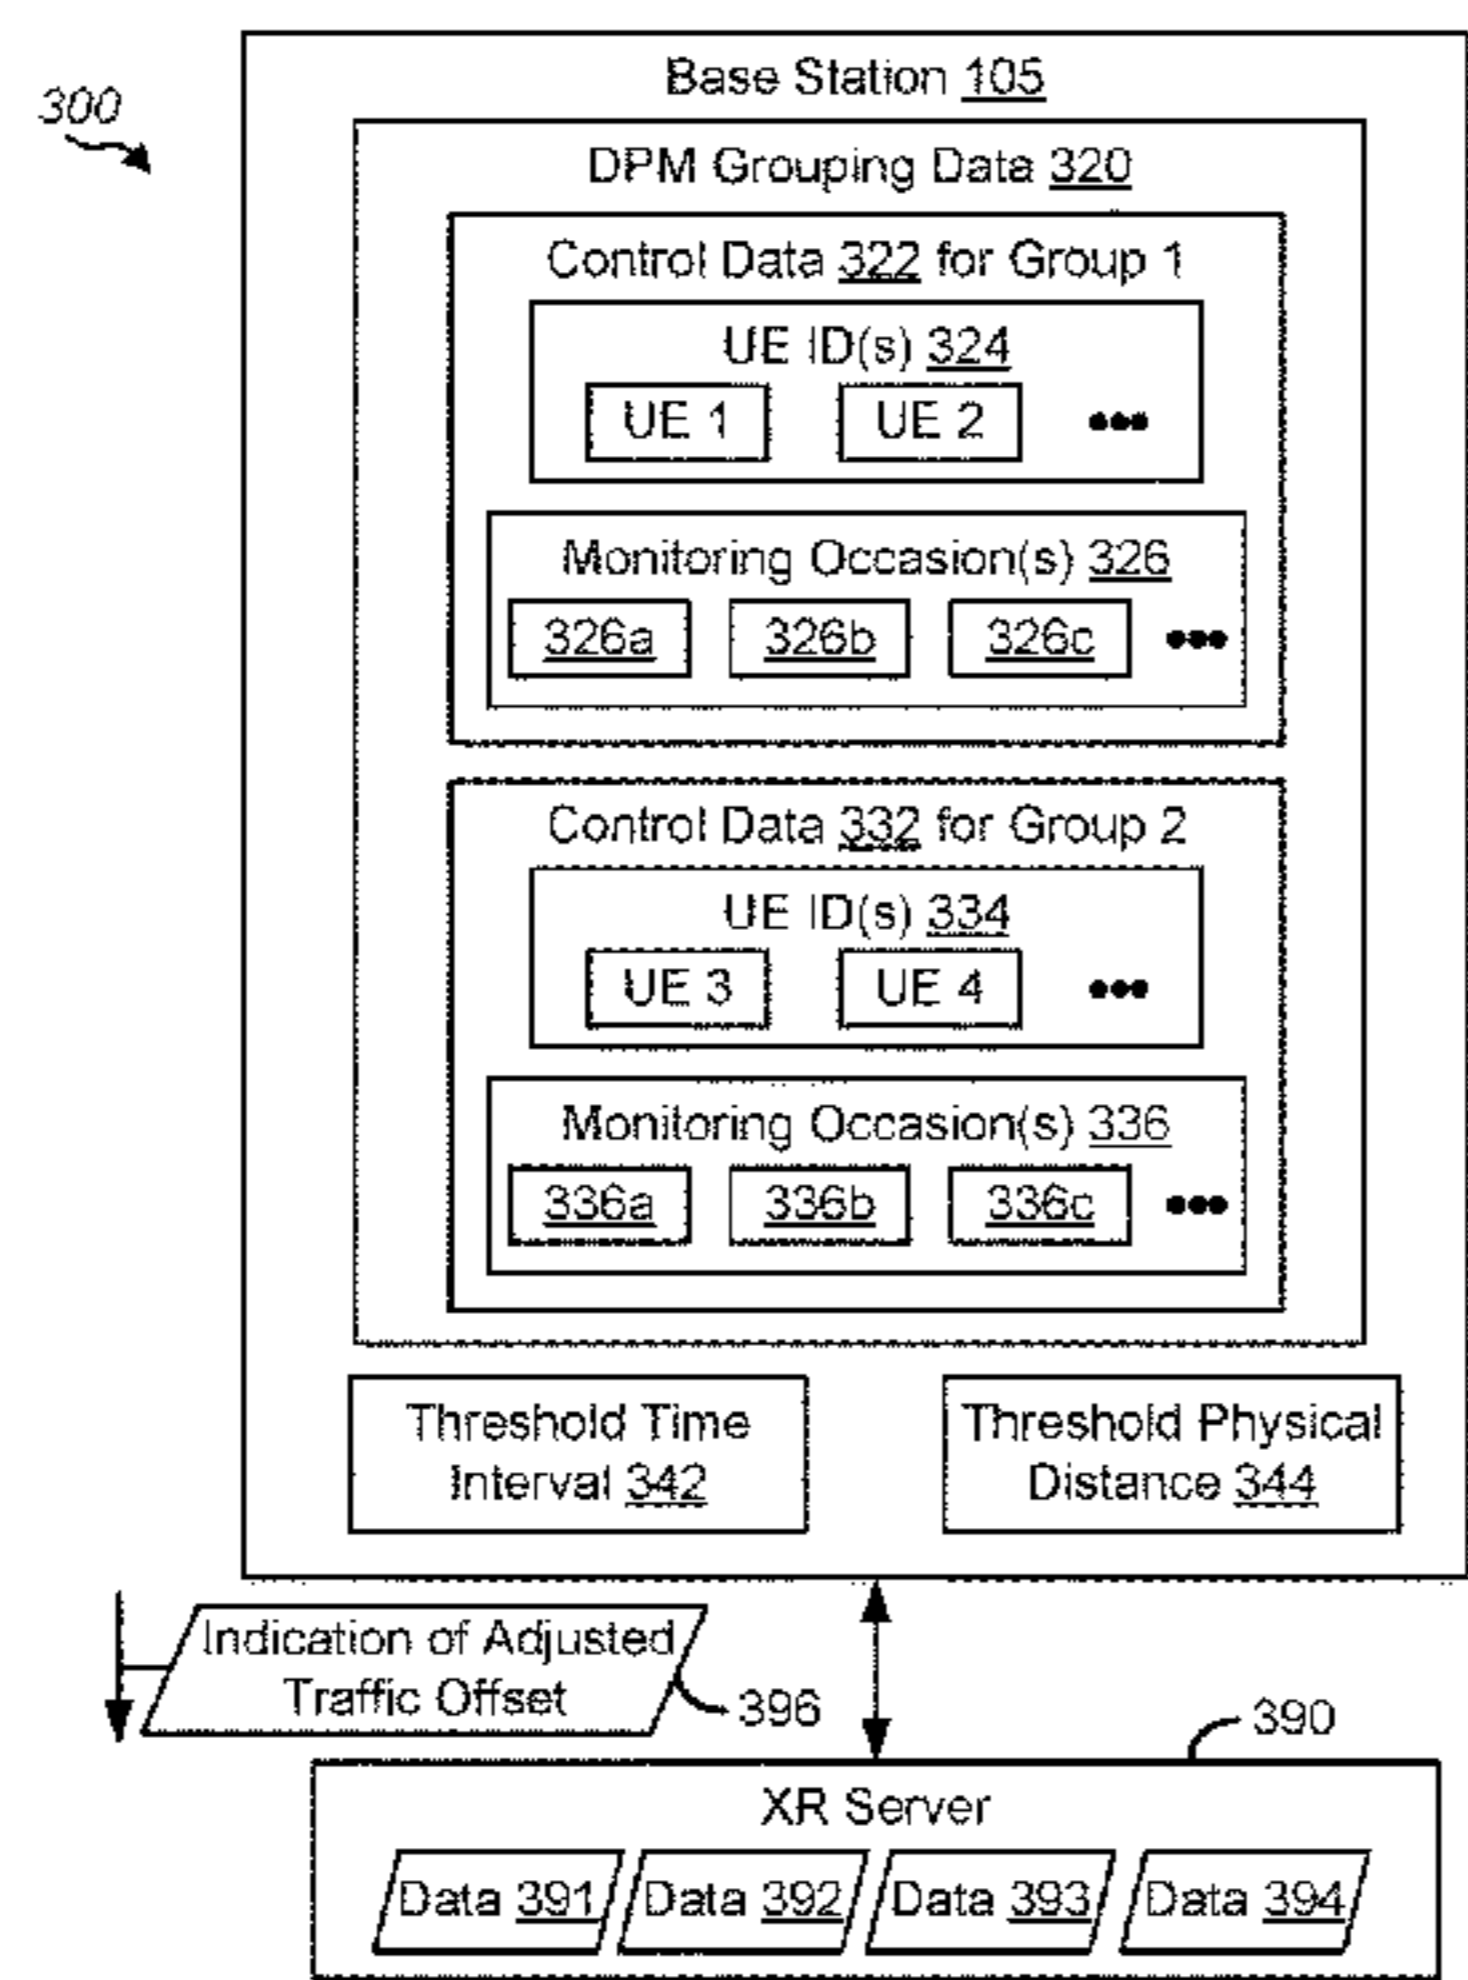 300
Base Station 105
DPM Grouping Data 320
Control Data 322 for Group 1
UE ID(s) 324
UE 1 UE 2 •••
Monitoring Occasion(s) 326
326a 326b 326c •••
Control Data 332 for Group 2
UE ID(s) 334
UE 3 UE 4 •••
Monitoring Occasion(s) 336
336a 336b 336c •••
Threshold Time
Interval 342
Threshold Physical
Distance 344
Indication of Adjusted
Traffic Offset
396
390
XR Server
Data 391 Data 392 Data 393 Data 394